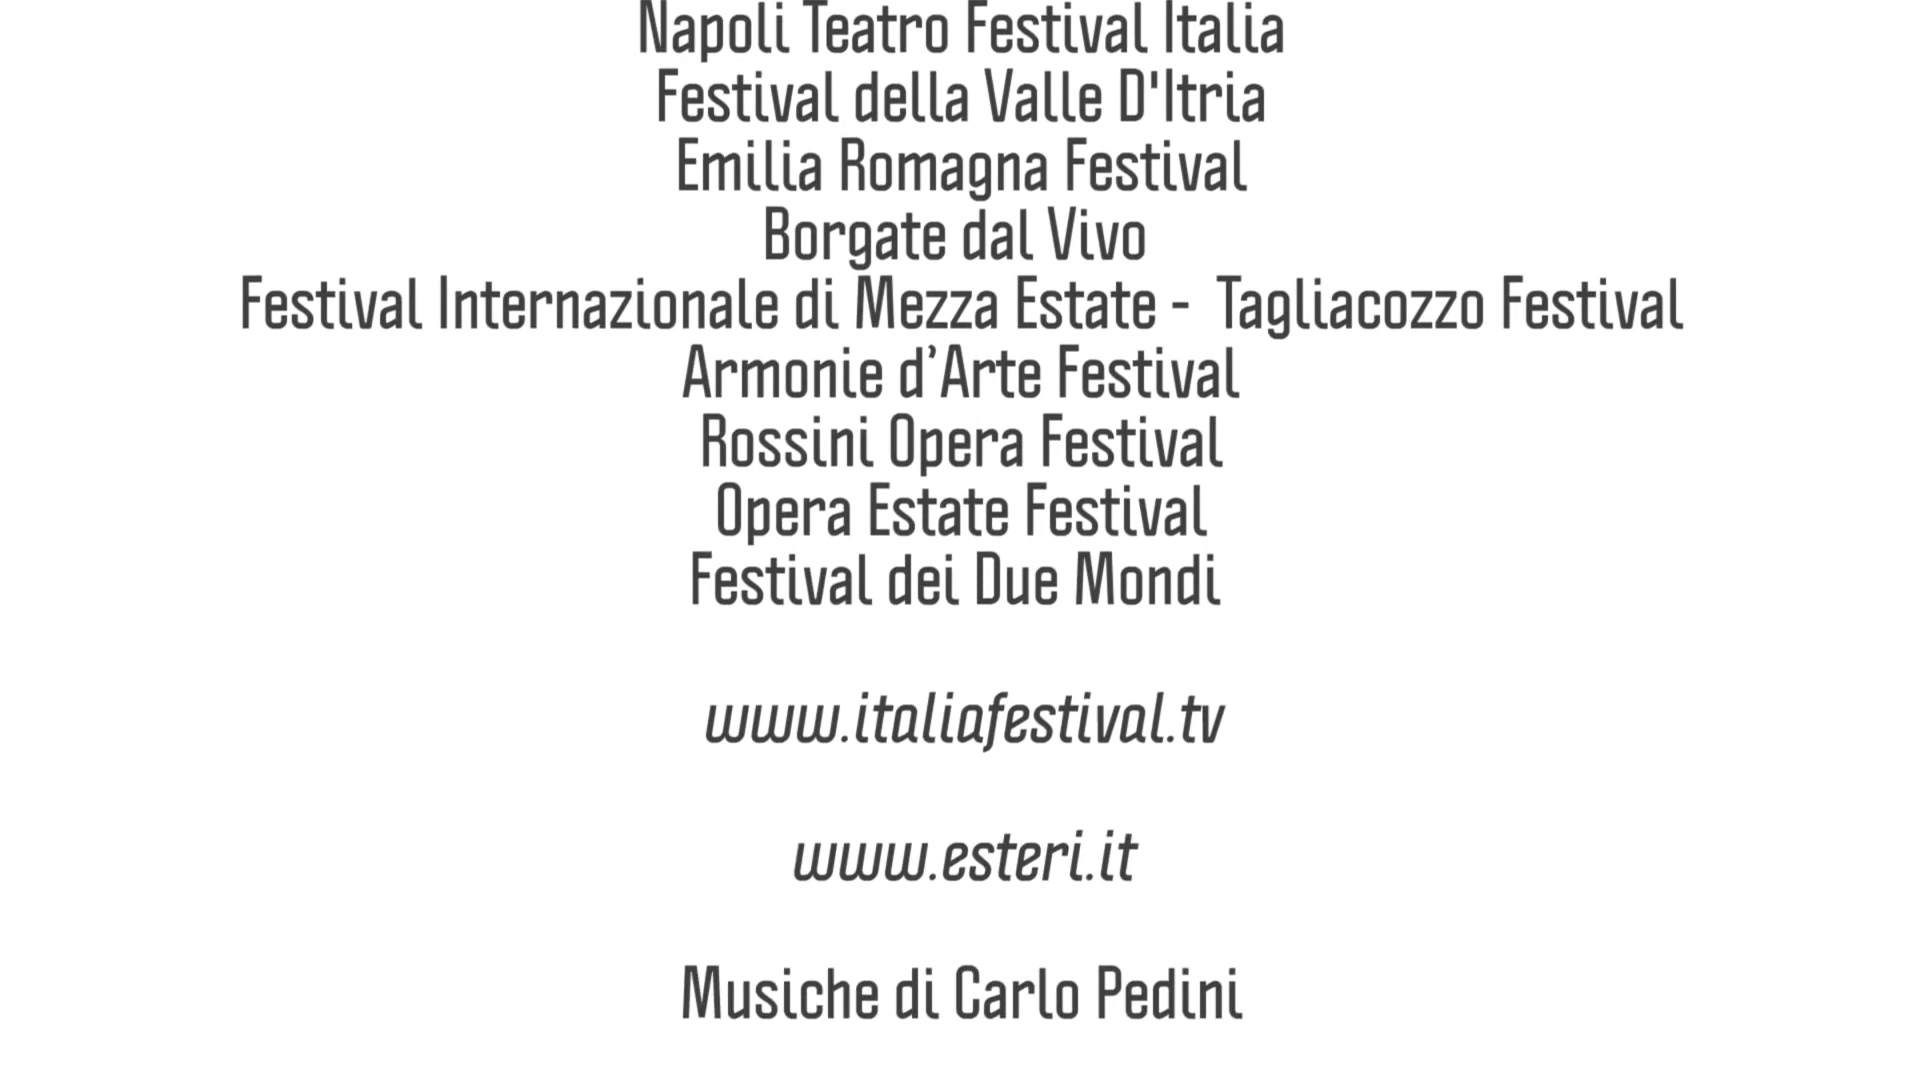 Napoli Teatro Festival Italia
Festival della Valle D'Itria
Emilia Romagna Festival
Borgate dal Vivo
Festival Internazionale di Mezza Estate -  Tagliacozzo Festival
Armonie d’Arte Festival
Rossini Opera Festival
Opera Estate Festival
Festival dei Due Mondi
www.italiafestival.tv
www.esteri.it
Musiche di Carlo Pedini